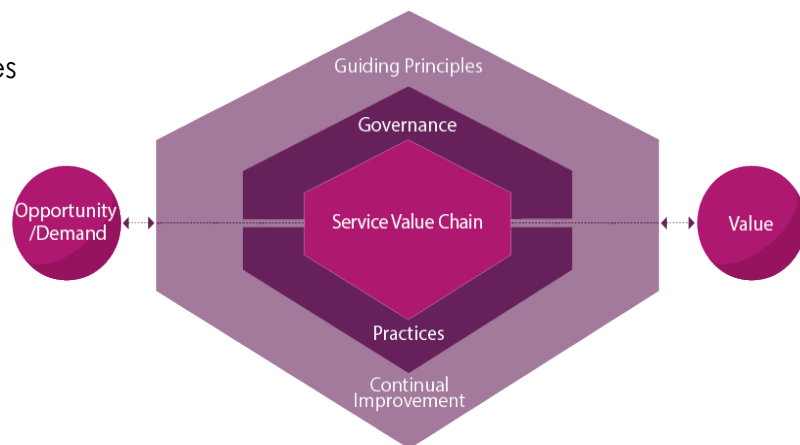 es
Guiding Principles
Governance
Opportunity
/Demand
Service Value Chain
Value
Practices
Continual
Improvement